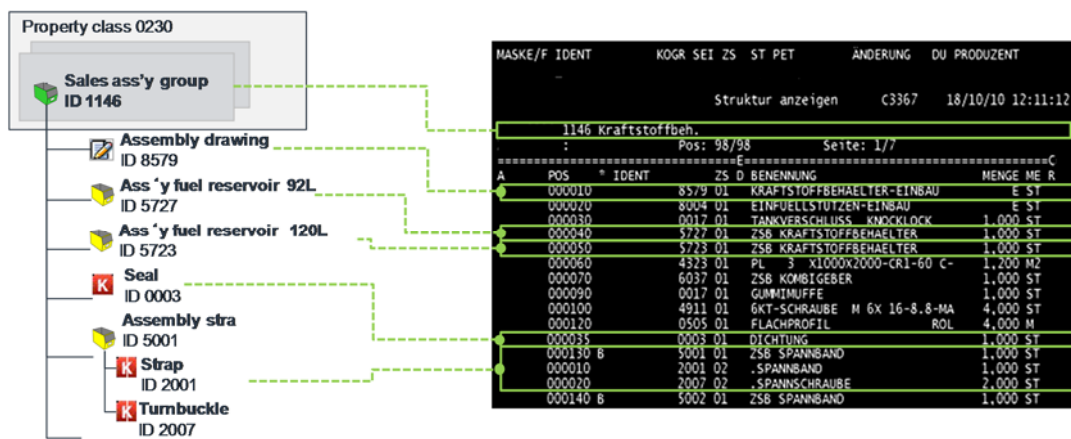 Property class 0230
Sales ass'y group
ID 1146
Assembly drawing
ID 8579
Ass ´y fuel reservoir 92L
ID 5727
Ass ´y fuel reservoir 120L
ID 5723
K
Seal
ID 0003
Assembly stra
ID 5001
K
Strap
ID 2001
K
Turnbuckle
ID 2007
MASKE/F IDENT KOGR SEI ZS ST PET ÄNDERUNG DU PRODUZENT
Struktur anzeigen C3367 18/10/10 12:11:12
1146 Kraftstoffbeh.
: Pos: 98/98 Seite: 1/7
==============================E==============================C
A POS * IDENT ZS D BENENNUNG MENGE ME R
000010 8579 01 KRAFTSTOFFBEHAELTER-EINBAU E ST
000020 8004 01 EINFUELLSTUTZEN-EINBAU E ST
000030 0017 01 TANKVERSCHLUSS KNOCKLOCK 1,000 ST
000040 5727 01 ZSB KRAFTSTOFFBEHAELTER 1,000 ST
000050 5723 01 ZSB KRAFTSTOFFBEHAELTER 1,000 ST
000060 4323 01 PL 3 X1000X2000-CR1-60 C- 1,200 M2
000070 6037 01 ZSB KOMBIGEBER 1,000 ST
000090 0017 01 GUMMIMUFFE 1,000 ST
000100 4911 01 6KT-SCHRAUBE M 6X 16-8.8-MA 4,000 ST
000120 0505 01 FLACHPROFIL ROL 4,000 M
000035 0003 01 DICHTUNG 1,000 ST
000130 B 5001 01 ZSB SPANNBAND 1,000 ST
000010 2001 02 .SPANNBAND 1,000 ST
000020 2007 02 .SPANNSCHRAUBE 2,000 ST
000140 B 5002 01 ZSB SPANNBAND 1,000 ST